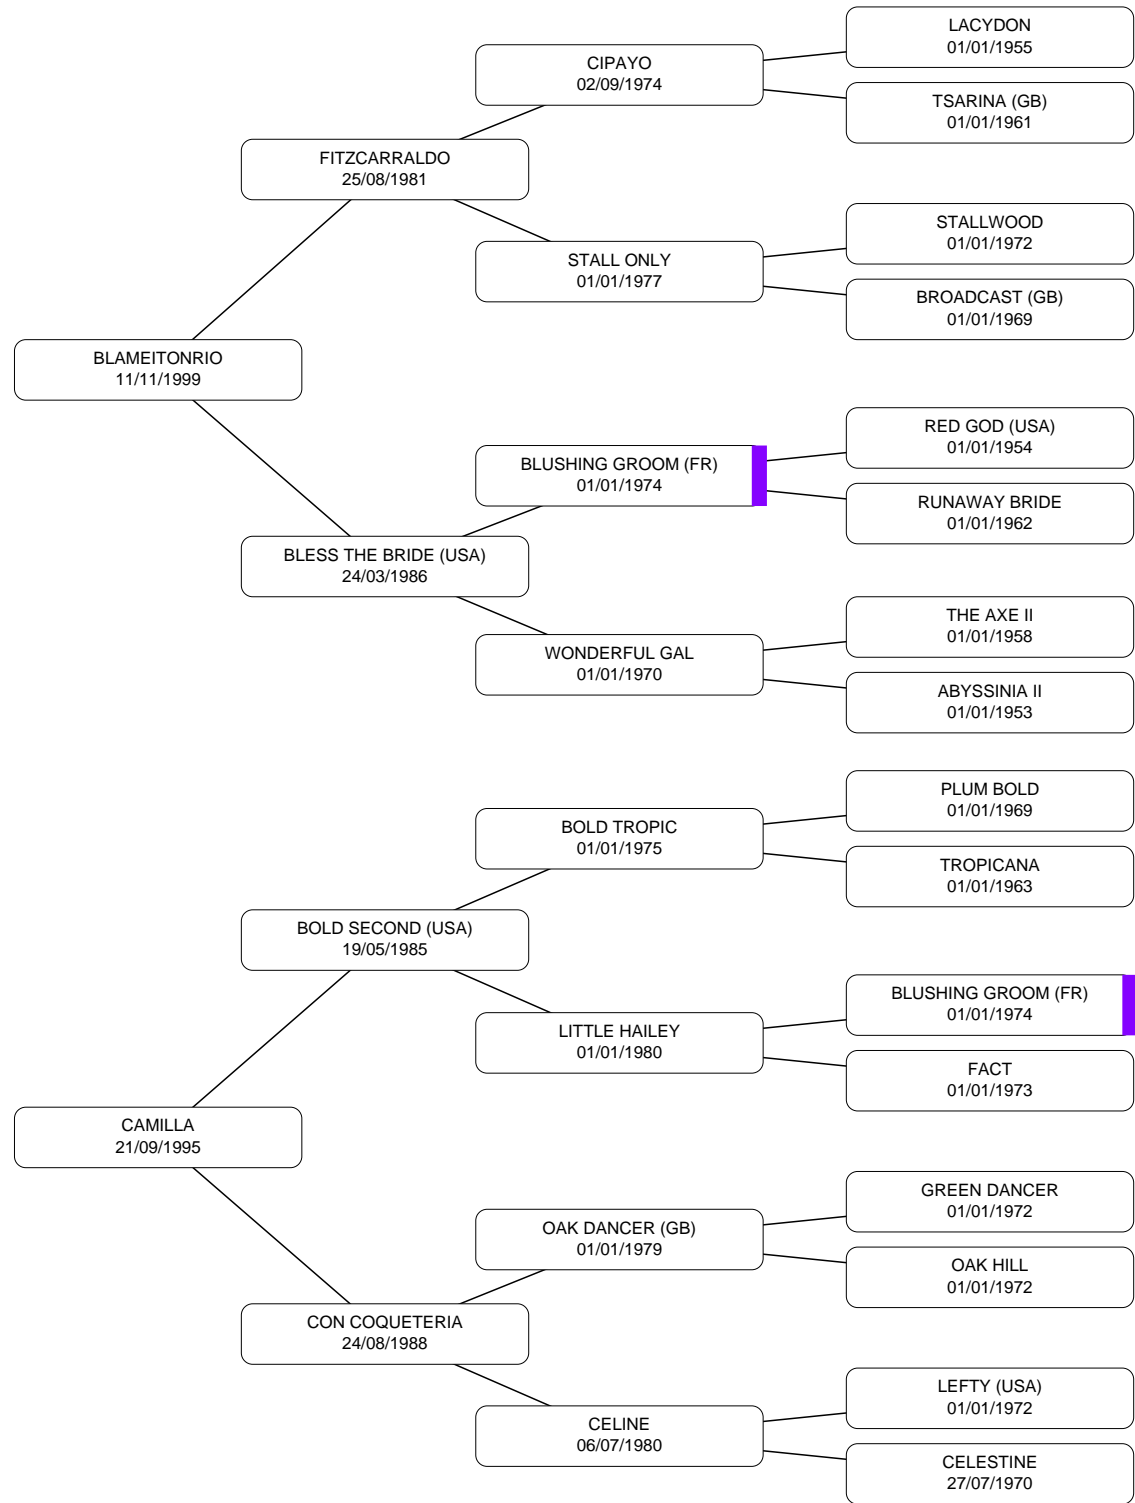 LACYDON
01/01/1955
CIPAYO
02/09/1974
TSARINA (GB)
01/01/1961
FITZCARRALDO
25/08/1981
STALLWOOD
01/01/1972
STALL ONLY
01/01/1977
BROADCAST (GB)
01/01/1969
BLAMEITONRIO
11/11/1999
RED GOD (USA)
01/01/1954
BLUSHING GROOM (FR)
01/01/1974
RUNAWAY BRIDE
01/01/1962
BLESS THE BRIDE (USA)
24/03/1986
THE AXE II
01/01/1958
WONDERFUL GAL
01/01/1970
ABYSSINIA II
01/01/1953
PLUM BOLD
01/01/1969
BOLD TROPIC
01/01/1975
TROPICANA
01/01/1963
BOLD SECOND (USA)
19/05/1985
BLUSHING GROOM (FR)
01/01/1974
LITTLE HAILEY
01/01/1980
FACT
01/01/1973
CAMILLA
21/09/1995
GREEN DANCER
01/01/1972
OAK DANCER (GB)
01/01/1979
OAK HILL
01/01/1972
CON COQUETERIA
24/08/1988
LEFTY (USA)
01/01/1972
CELINE
06/07/1980
CELESTINE
27/07/1970